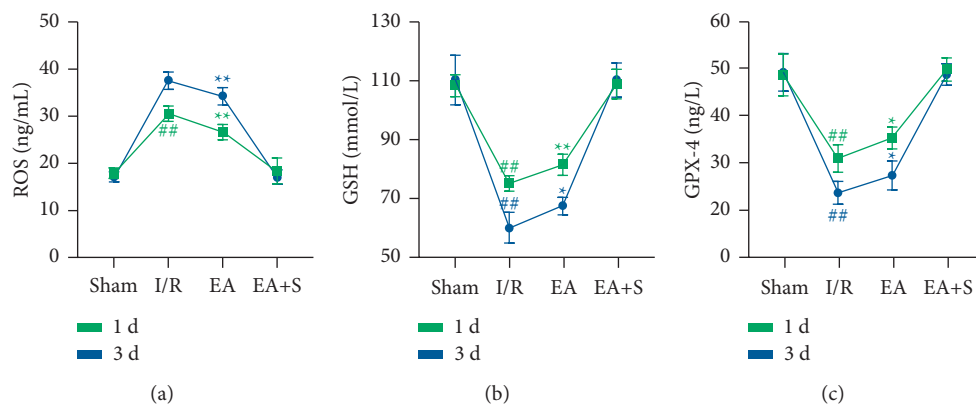 50
40
30
20
10
0
ROS (ng/mL)
**
**
##
Sham I/R EA EA+S
1 d
3 d
(a)
130
110
90
70
50
GSH (mmol/L)
##
**
##
*
Sham I/R EA EA+S
1 d
3 d
(b)
60
50
40
30
20
10
0
GPX-4 (ng/L)
##
*
*
##
Sham I/R EA EA+S
1 d
3 d
(c)